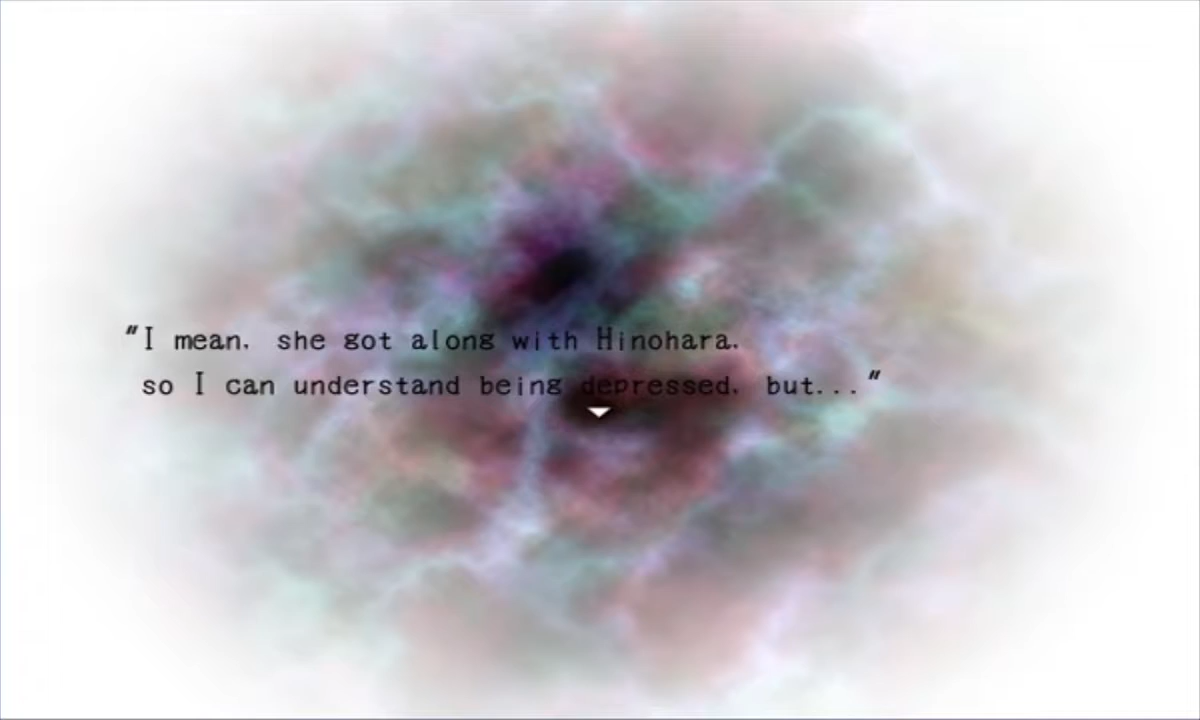 "I mean, she got along with Hinohara,
so I can understand being depressed, but..."